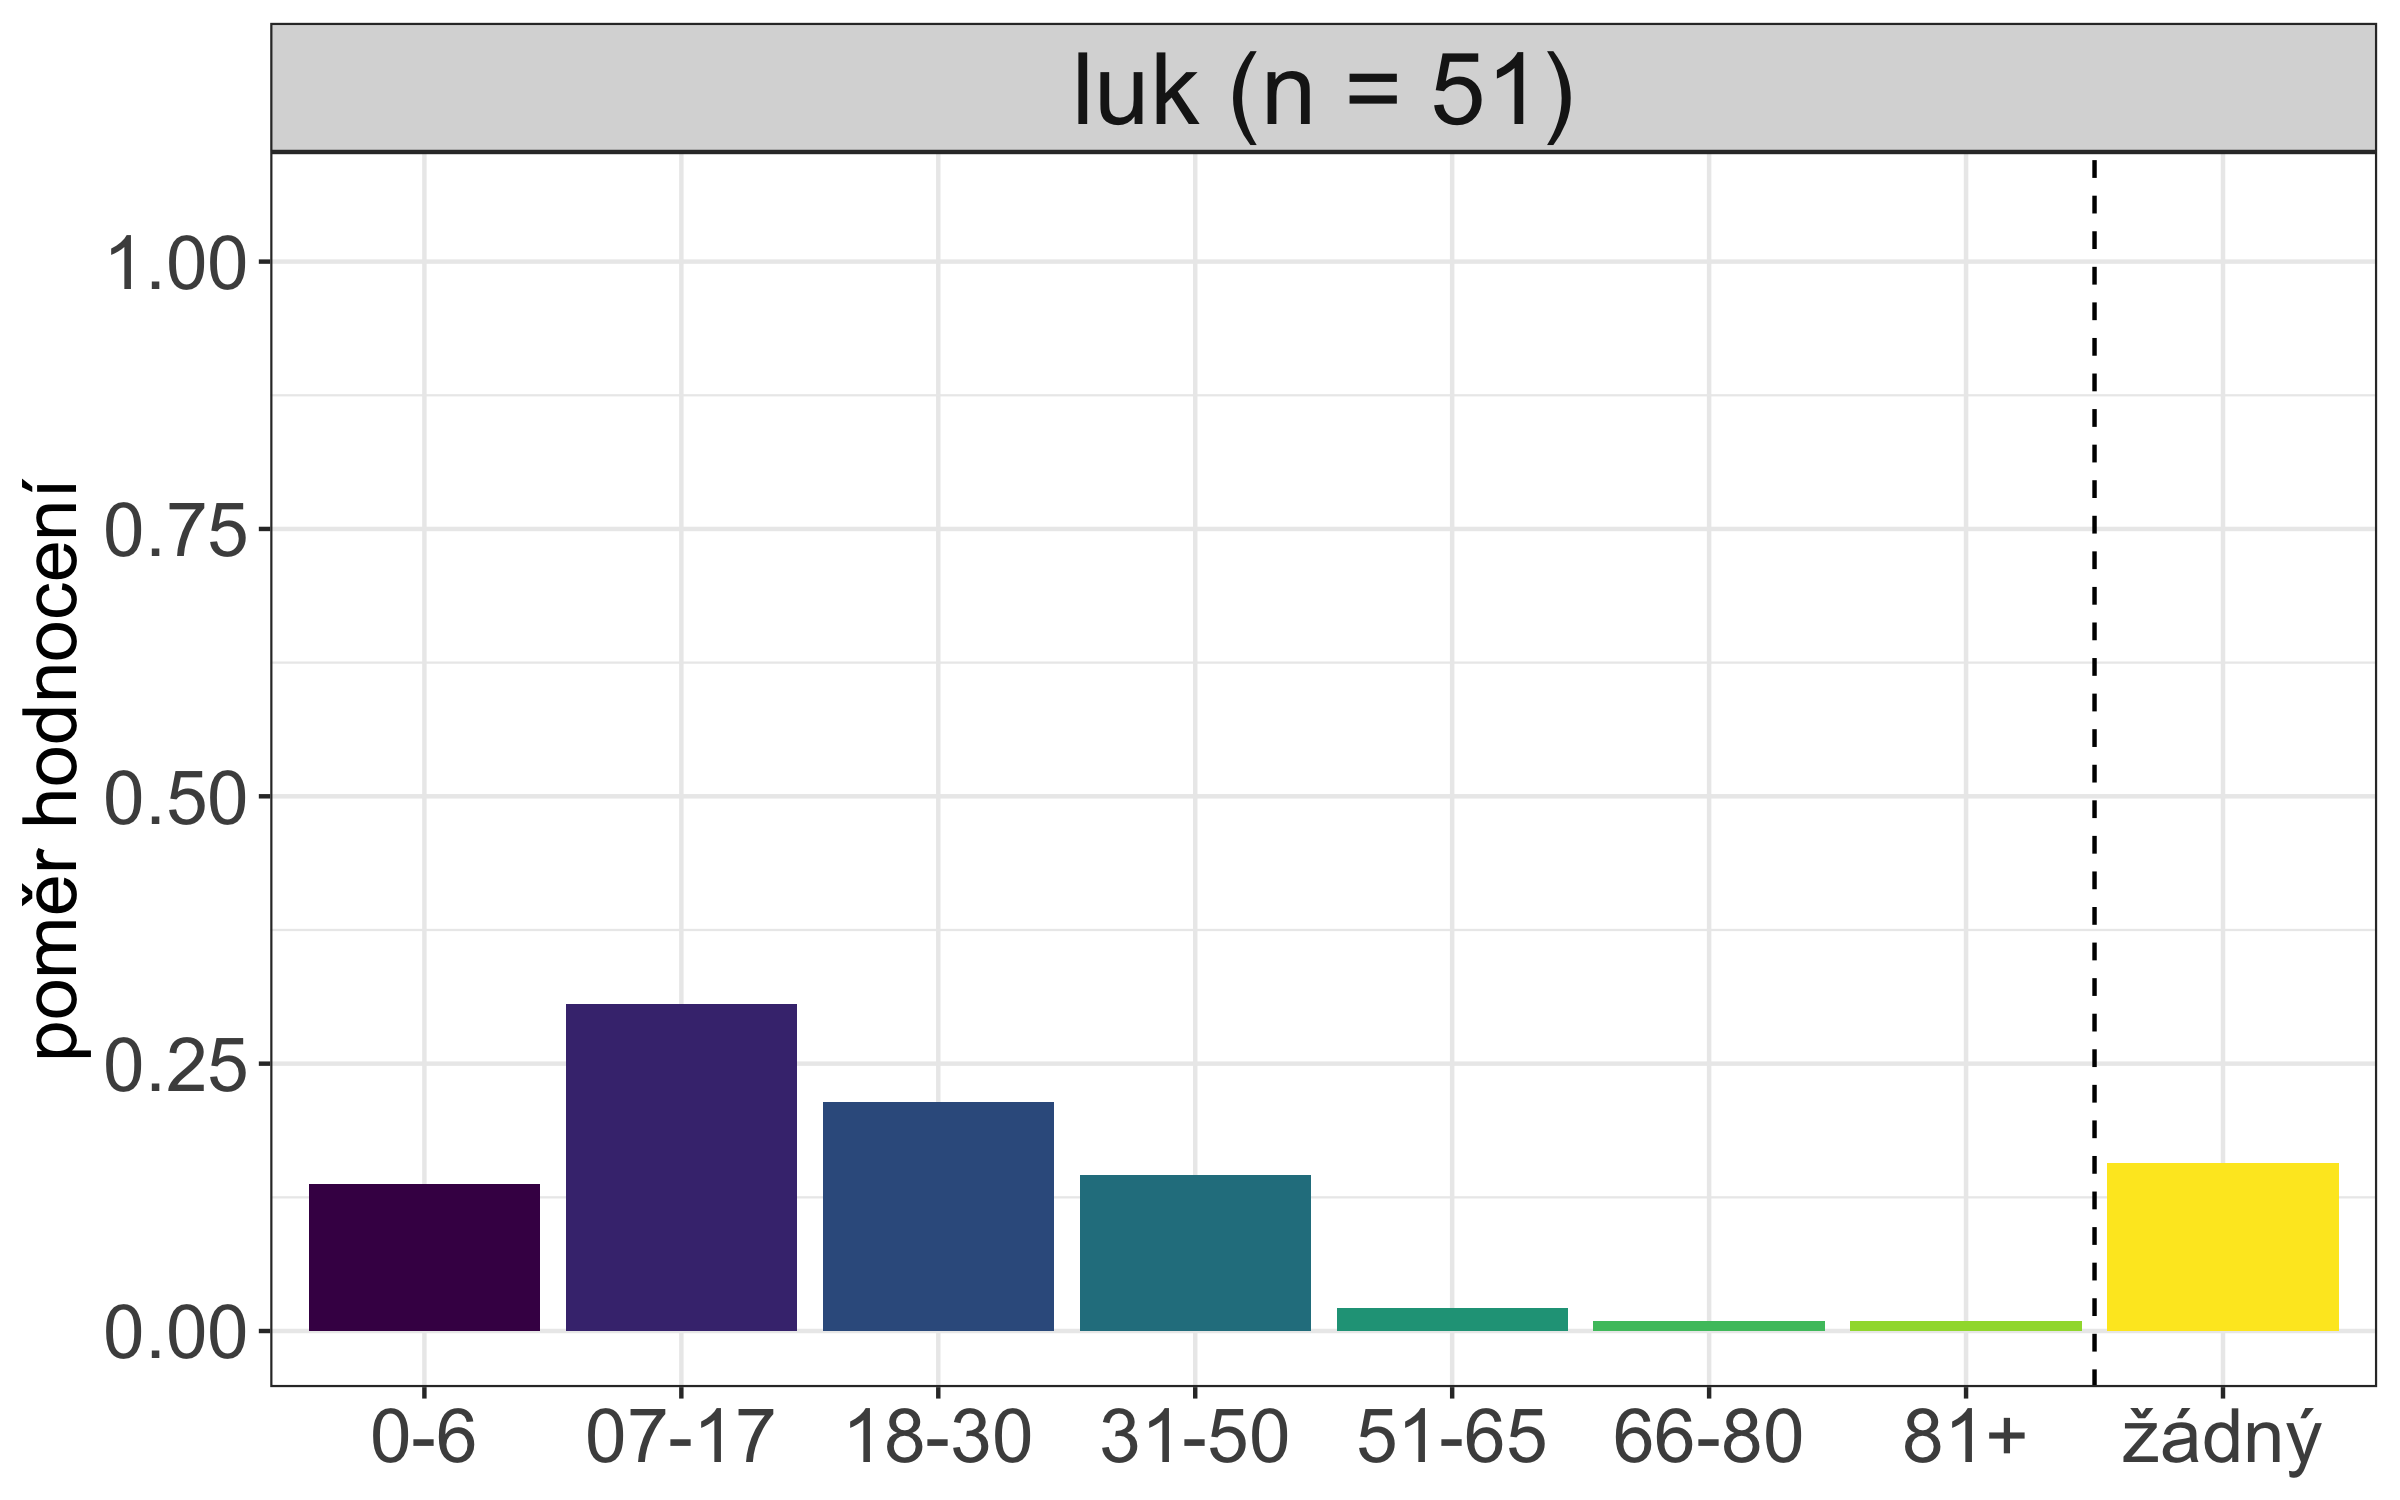 luk (n = 51)
poměr hodnocení
1.00
0.75
0.50
0.25
0.00
0-6 07-17 18-30 31-50 51-65 66-80 81+ žádný